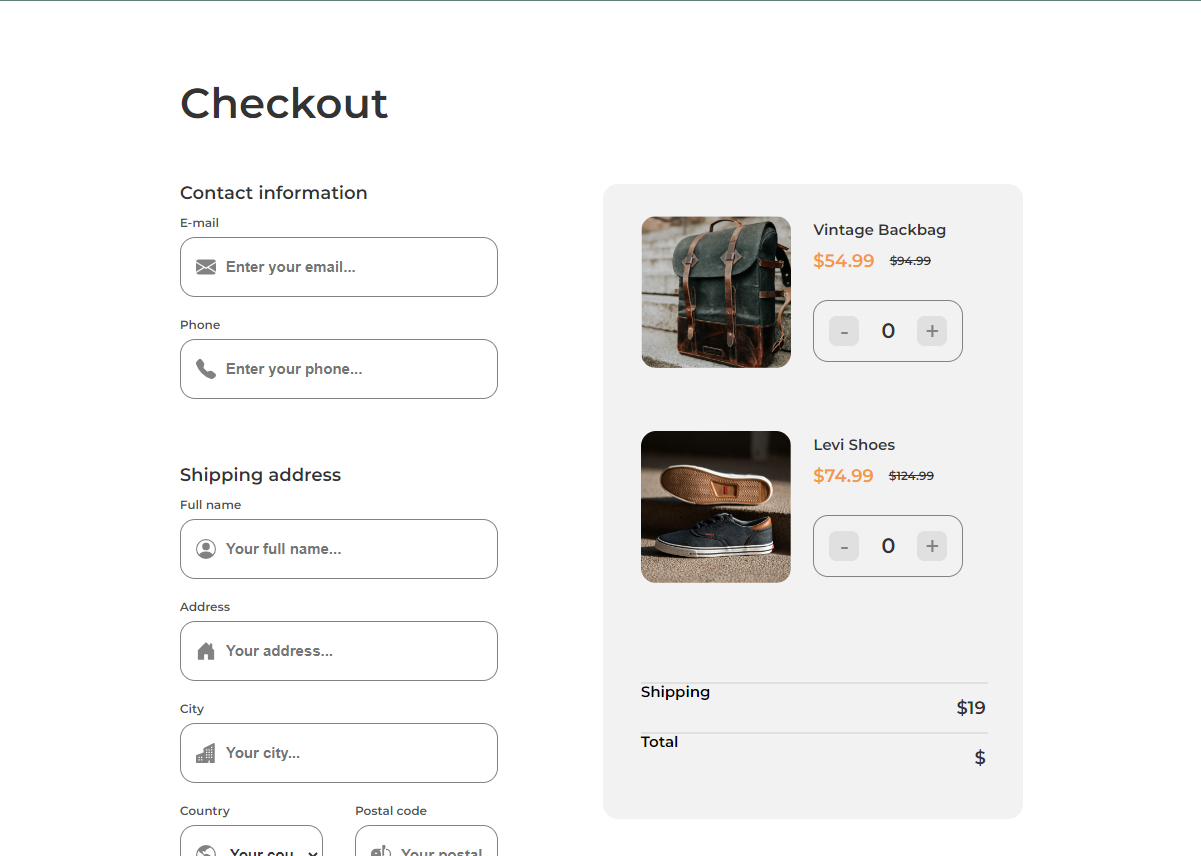 Checkout
Contact information
E-mail
Enter your email...
Phone
Enter your phone...
Shipping address
Full name
Your full name...
Address
Your address...
City
Your city...
Country
Postal code
Your cou
Your postal
Vintage Backbag
$54.99 $94.99
- 0 +
Levi Shoes
$74.99 $124.99
- 0 +
Shipping
$19
Total
$